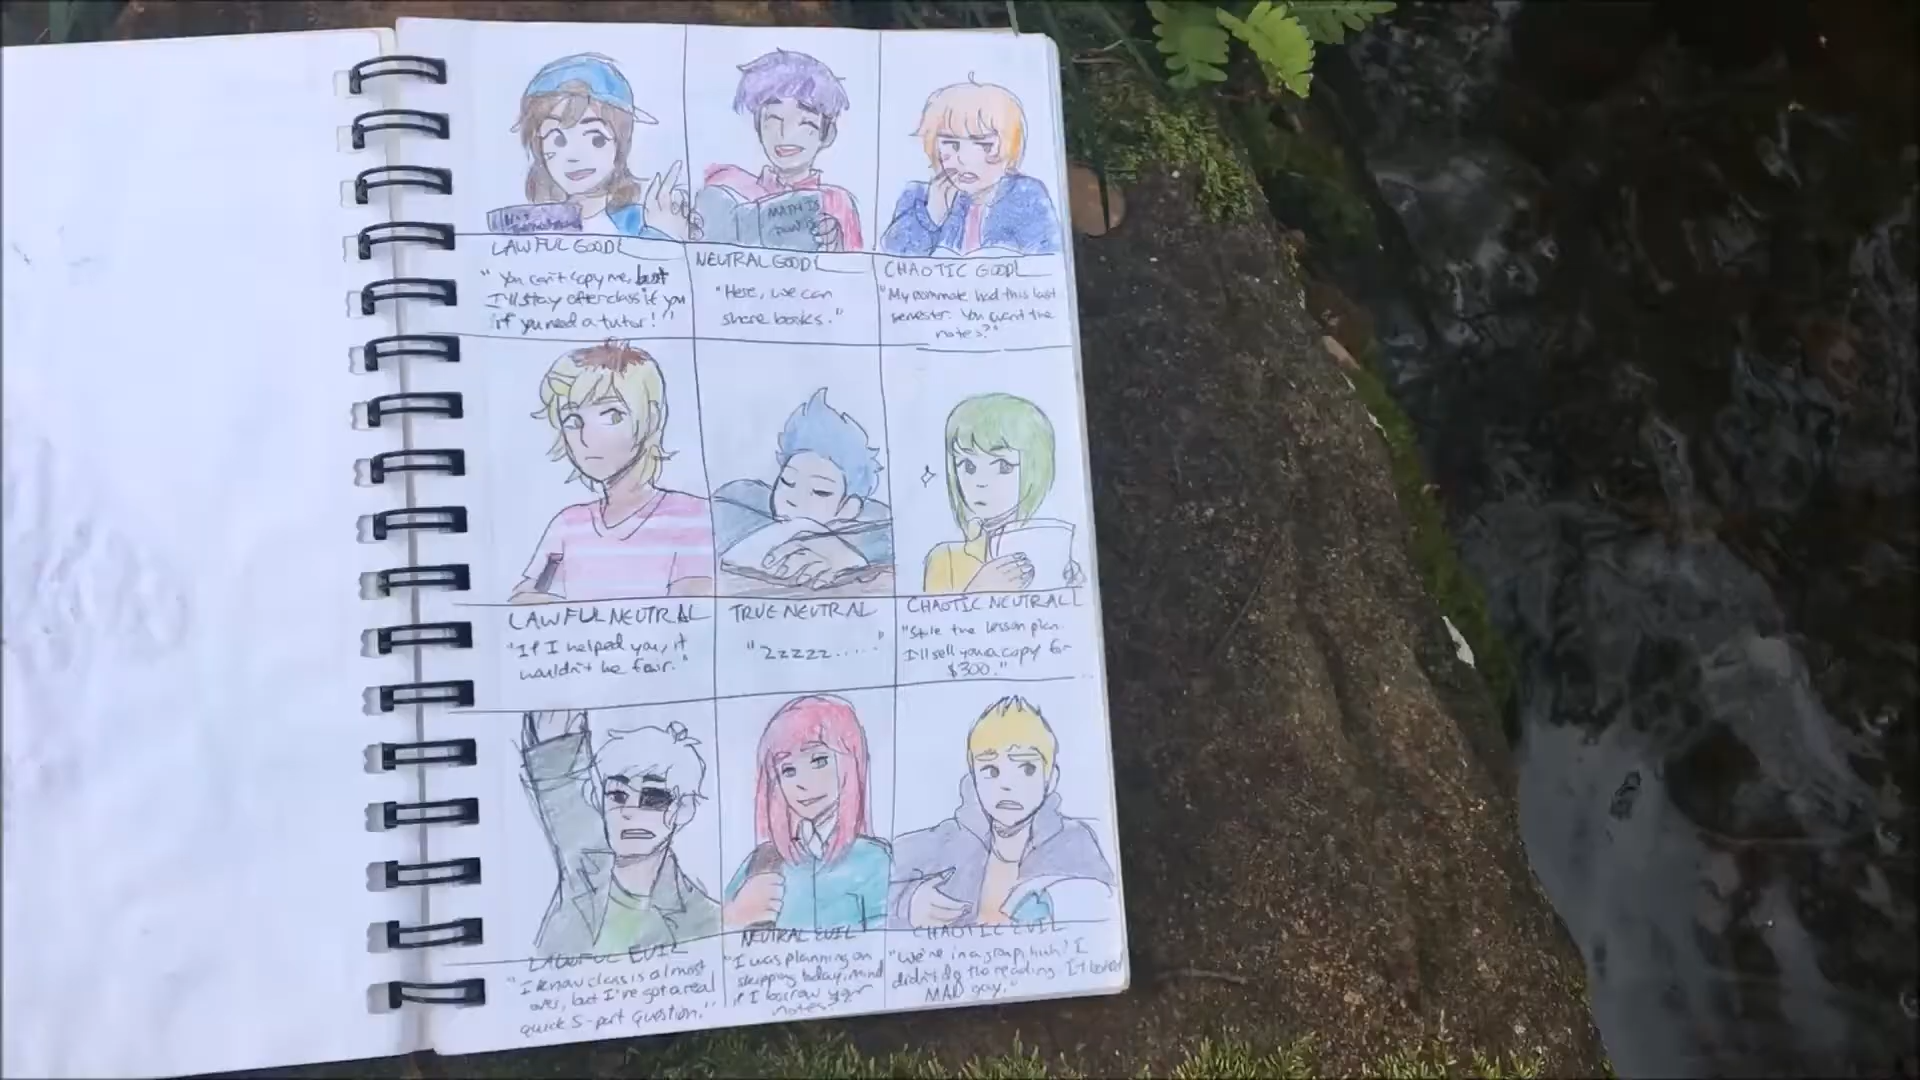 MATH IS
FUN
LAWFUL GOOD
"You can't copy me, but
I'll stay after class if you
if you need a tutor!"
NEUTRAL GOOD
"Here, we can
share books."
CHAOTIC GOOD
"My roommate had this last
semester. You want the
notes?"
LAWFUL NEUTRAL
"If I helped you, it
wouldn't be fair."
TRUE NEUTRAL
"Zzzzz....."
CHAOTIC NEUTRAL
"Stole the lesson plan.
I'll sell you a copy for
$300."
LAWFUL EVIL
"I know class is almost
over, but I've got a real
quick 5-part question."
NEUTRAL EVIL
"I was planning on
skipping today, mind
if I borrow your
notes?
CHAOTIC EVIL
"We're in a group, huh? I
didn't do the reading. It looked
MAD gay."